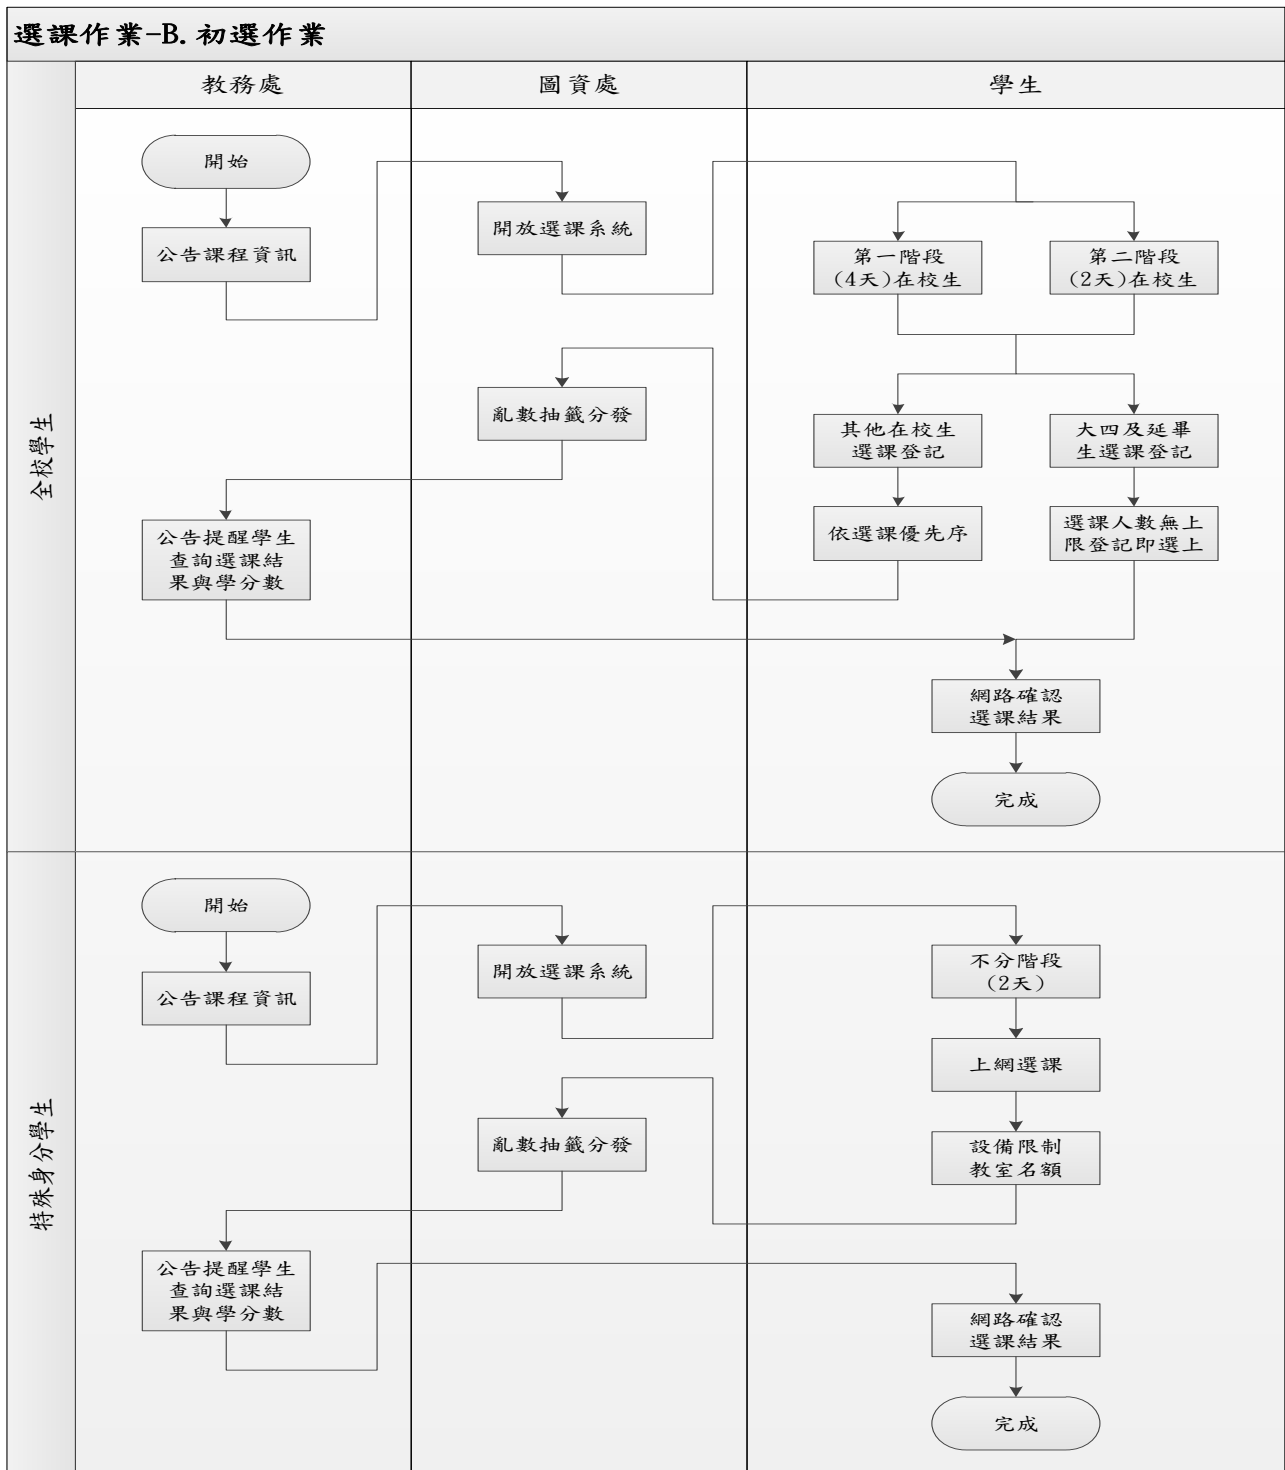 選課作業-B. 初選作業
教務處
圖資處
學生
全校學生
開始
公告課程資訊
開放選課系統
第一階段
(4天)在校生
第二階段
(2天)在校生
其他在校生
選課登記
大四及延畢
生選課登記
依選課優先序
選課人數無上
限登記即選上
亂數抽籤分發
公告提醒學生
查詢選課結
果與學分數
網路確認
選課結果
完成
特殊身分學生
開始
公告課程資訊
開放選課系統
不分階段
(2天)
上網選課
設備限制
教室名額
亂數抽籤分發
公告提醒學生
查詢選課結
果與學分數
網路確認
選課結果
完成